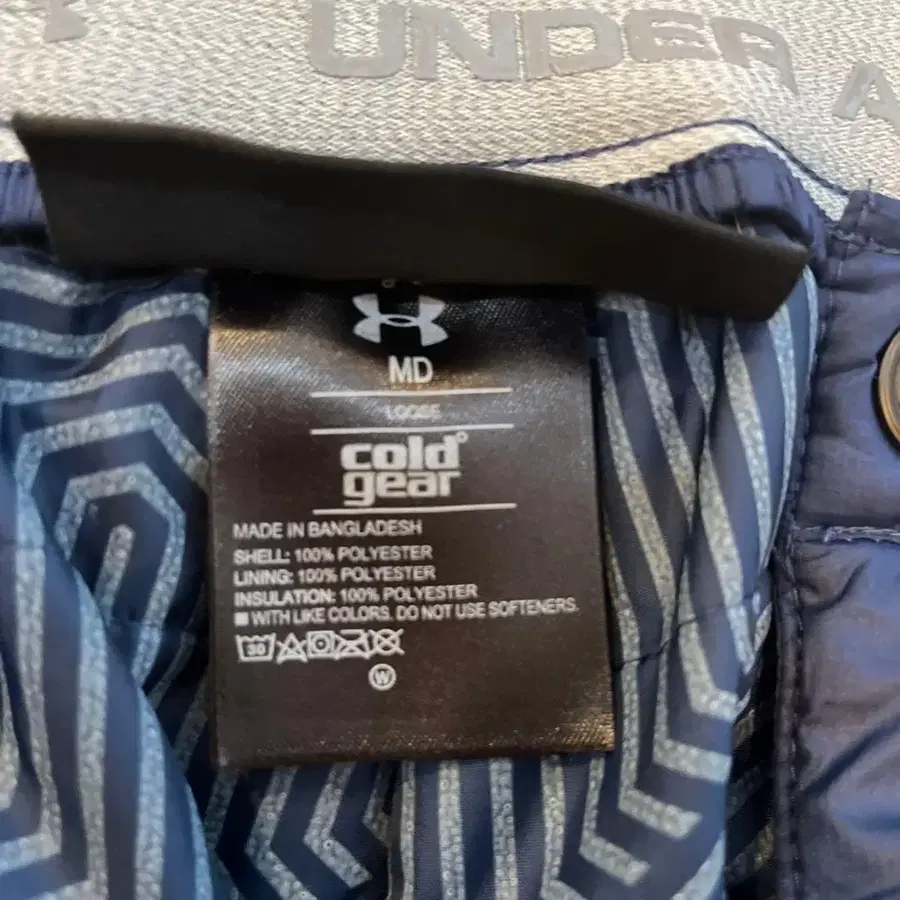 UNDER A
MD
LOOSE
cold
gear
MADE IN BANGLADESH
SHELL: 100% POLYESTER
LINING: 100% POLYESTER
INSULATION: 100% POLYESTER
WITH LIKE COLORS. DO NOT USE SOFTENERS.
30
W